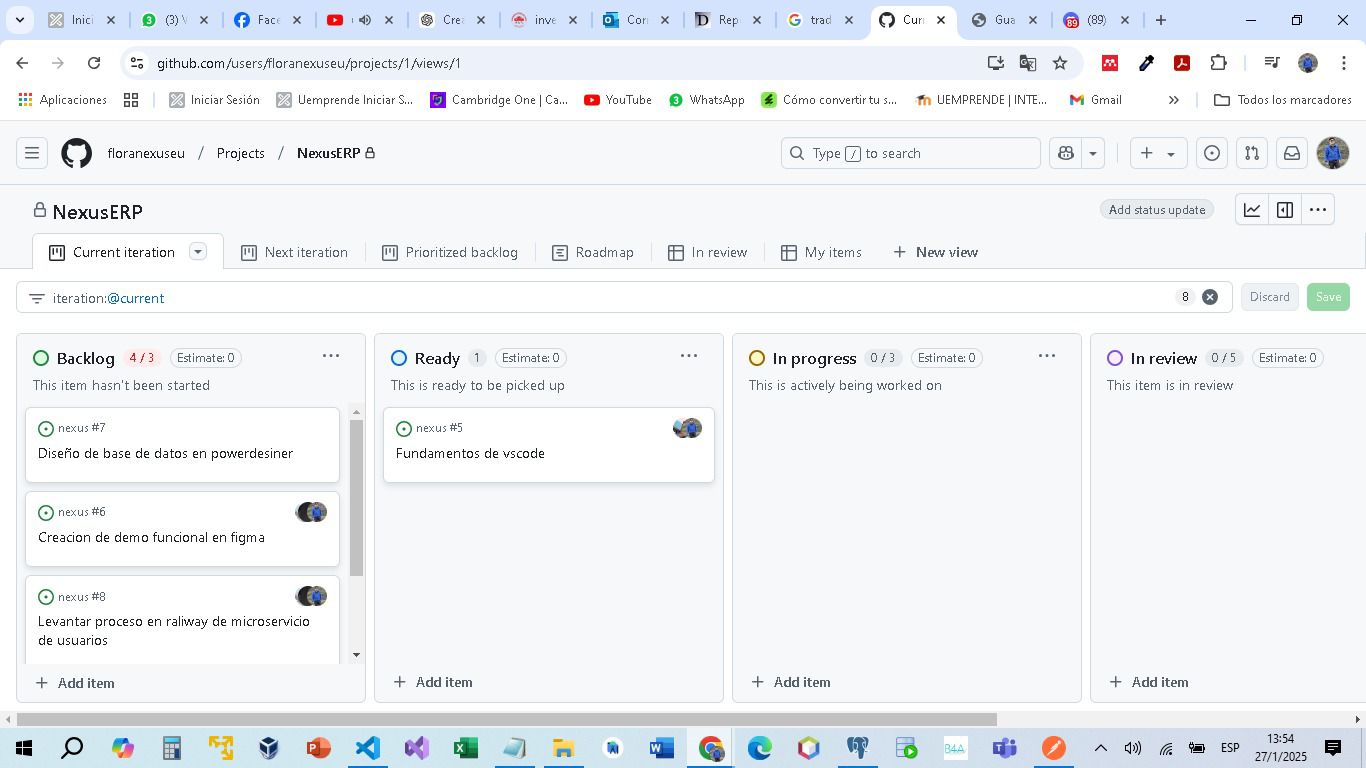 Inici
(3) V
Face
Crea
inve
Cor
Rep
trad
Curr
Gua
(89)
github.com/users/floranexuseu/projects/1/views/1
Aplicaciones
Iniciar Sesión
Uemprende Iniciar S...
Cambridge One | Ca...
YouTube
WhatsApp
Cómo convertir tu s...
UEMPRENDE | INTE...
Gmail
Todos los marcadores
floranexuseu / Projects / NexusERP
Type / to search
NexusERP
Add status update
Current iteration
Next iteration
Prioritized backlog
Roadmap
In review
My items
New view
iteration:@current
8
Discard
Save
Backlog 4 / 3 Estimate: 0
This item hasn't been started
nexus #7
Diseño de base de datos en powerdesiner
nexus #6
Creacion de demo funcional en figma
nexus #8
Levantar proceso en raliway de microservicio
de usuarios
Add item
Ready 1 Estimate: 0
This is ready to be picked up
nexus #5
Fundamentos de vscode
Add item
In progress 0 / 3 Estimate: 0
This is actively being worked on
Add item
In review 0 / 5 Estimate: 0
This item is in review
Add item
B4A
ESP
13:54
27/1/2025